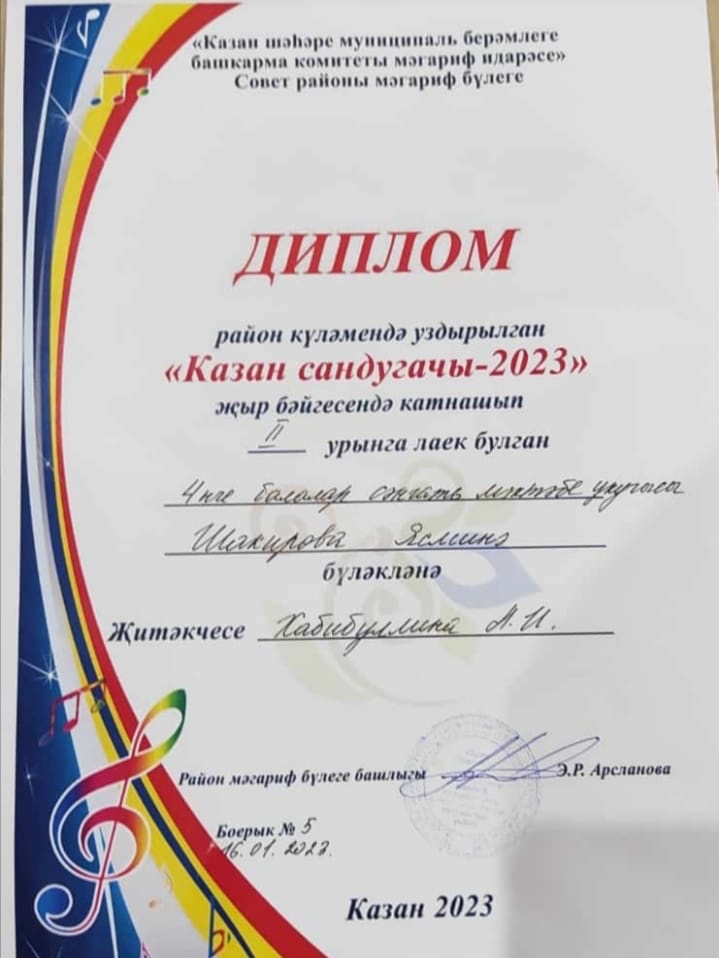 «Казан шәһәре муниципаль берәмлеге
башкарма комитеты мәгариф идарәсе»
Совет районы мәгариф бүлеге
ДИПЛОМ
район күләмендә уздырылган
«Казан сандугачы-2023»
җыр бәйгесендә катнашып
II урынга лаек булган
4нче балалар сәнгать мәктәбе укучысы
Шакирова Ясминә
бүләкләнә
Җитәкчесе Хабибуллина А.И.
Район мәгариф бүлеге башлыгы Э.Р. Арсланова
Боерык № 5
16.01.2023.
Казан 2023